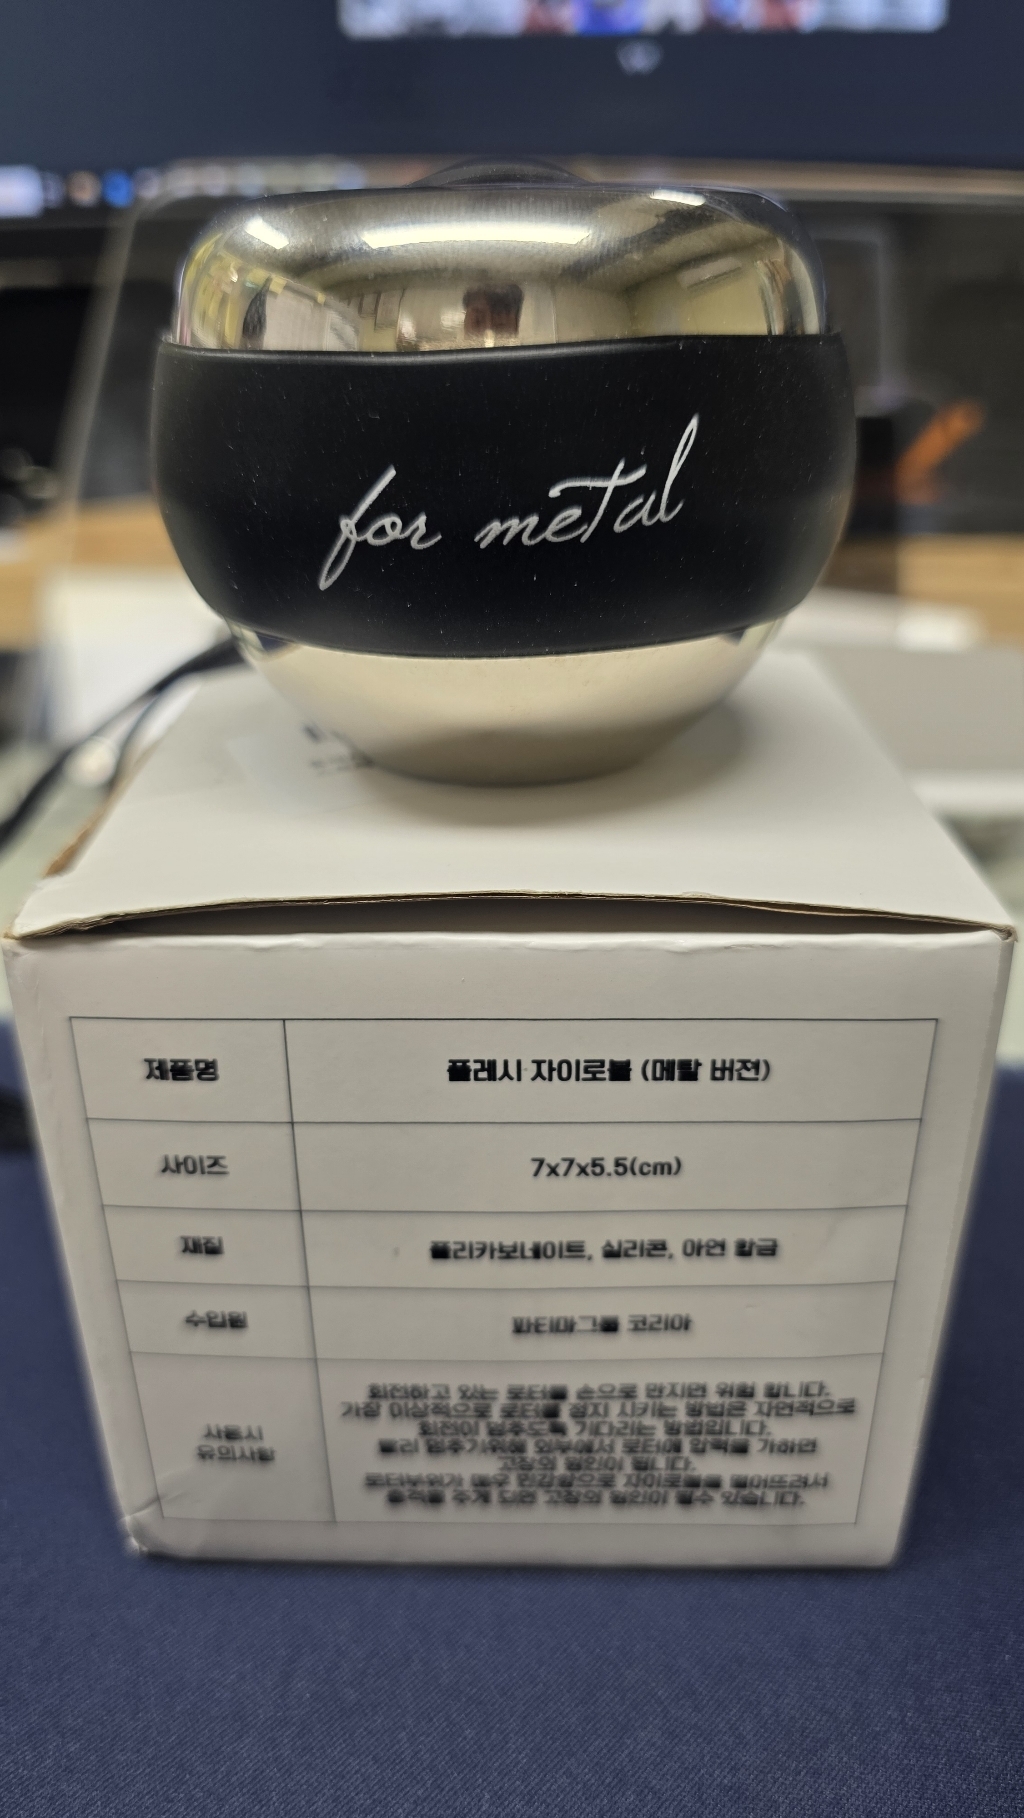 for metal
제품명 플레시 자이로볼 (메탈 버젼)
사이즈 7x7x5.5(cm)
재질 폴리카보네이트, 실리콘, 아연 합금
수입원 파티마그룹 코리아
사용시
유의사항
회전하고 있는 로터를 손으로 만지면 위험 합니다.
가장 이상적으로 로터를 정지 시키는 방법은 자연적으로
회전이 멈추도록 기다리는 방법입니다.
빨리 멈추기위해 외부에서 로터에 압력을 가하면
고장의 원인이 됩니다.
로터부위가 매우 민감함으로 자이로볼을 떨어뜨려서
충격을 주게 되면 고장의 원인이 될수 있습니다.